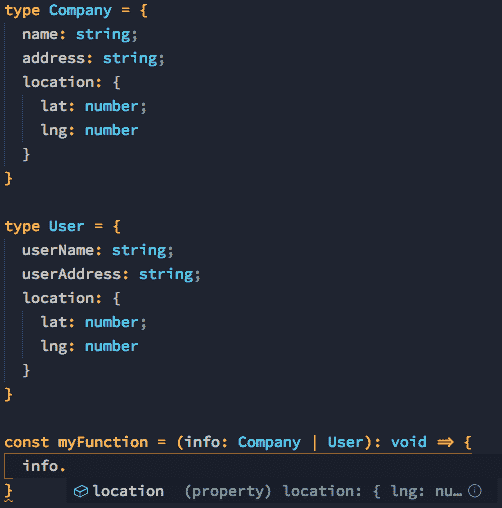 type Company = {
  name: string;
  address: string;
  location: {
    lat: number;
    lng: number
  }
}

type User = {
  userName: string;
  userAddress: string;
  location: {
    lat: number;
    lng: number
  }
}

const myFunction = (info: Company | User): void ⇒ {
  info.
} location (property) location: { lng: nu…